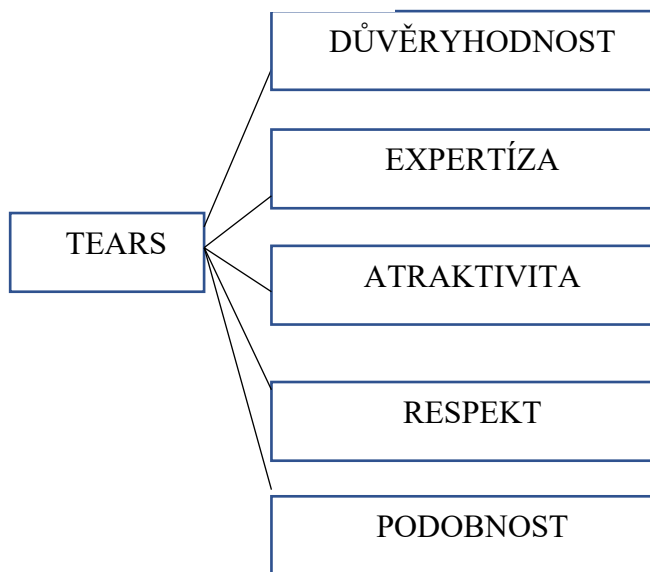 DŮVĚRYHODNOST
EXPERTÍZA
TEARS
ATRAKTIVITA
RESPEKT
PODOBNOST